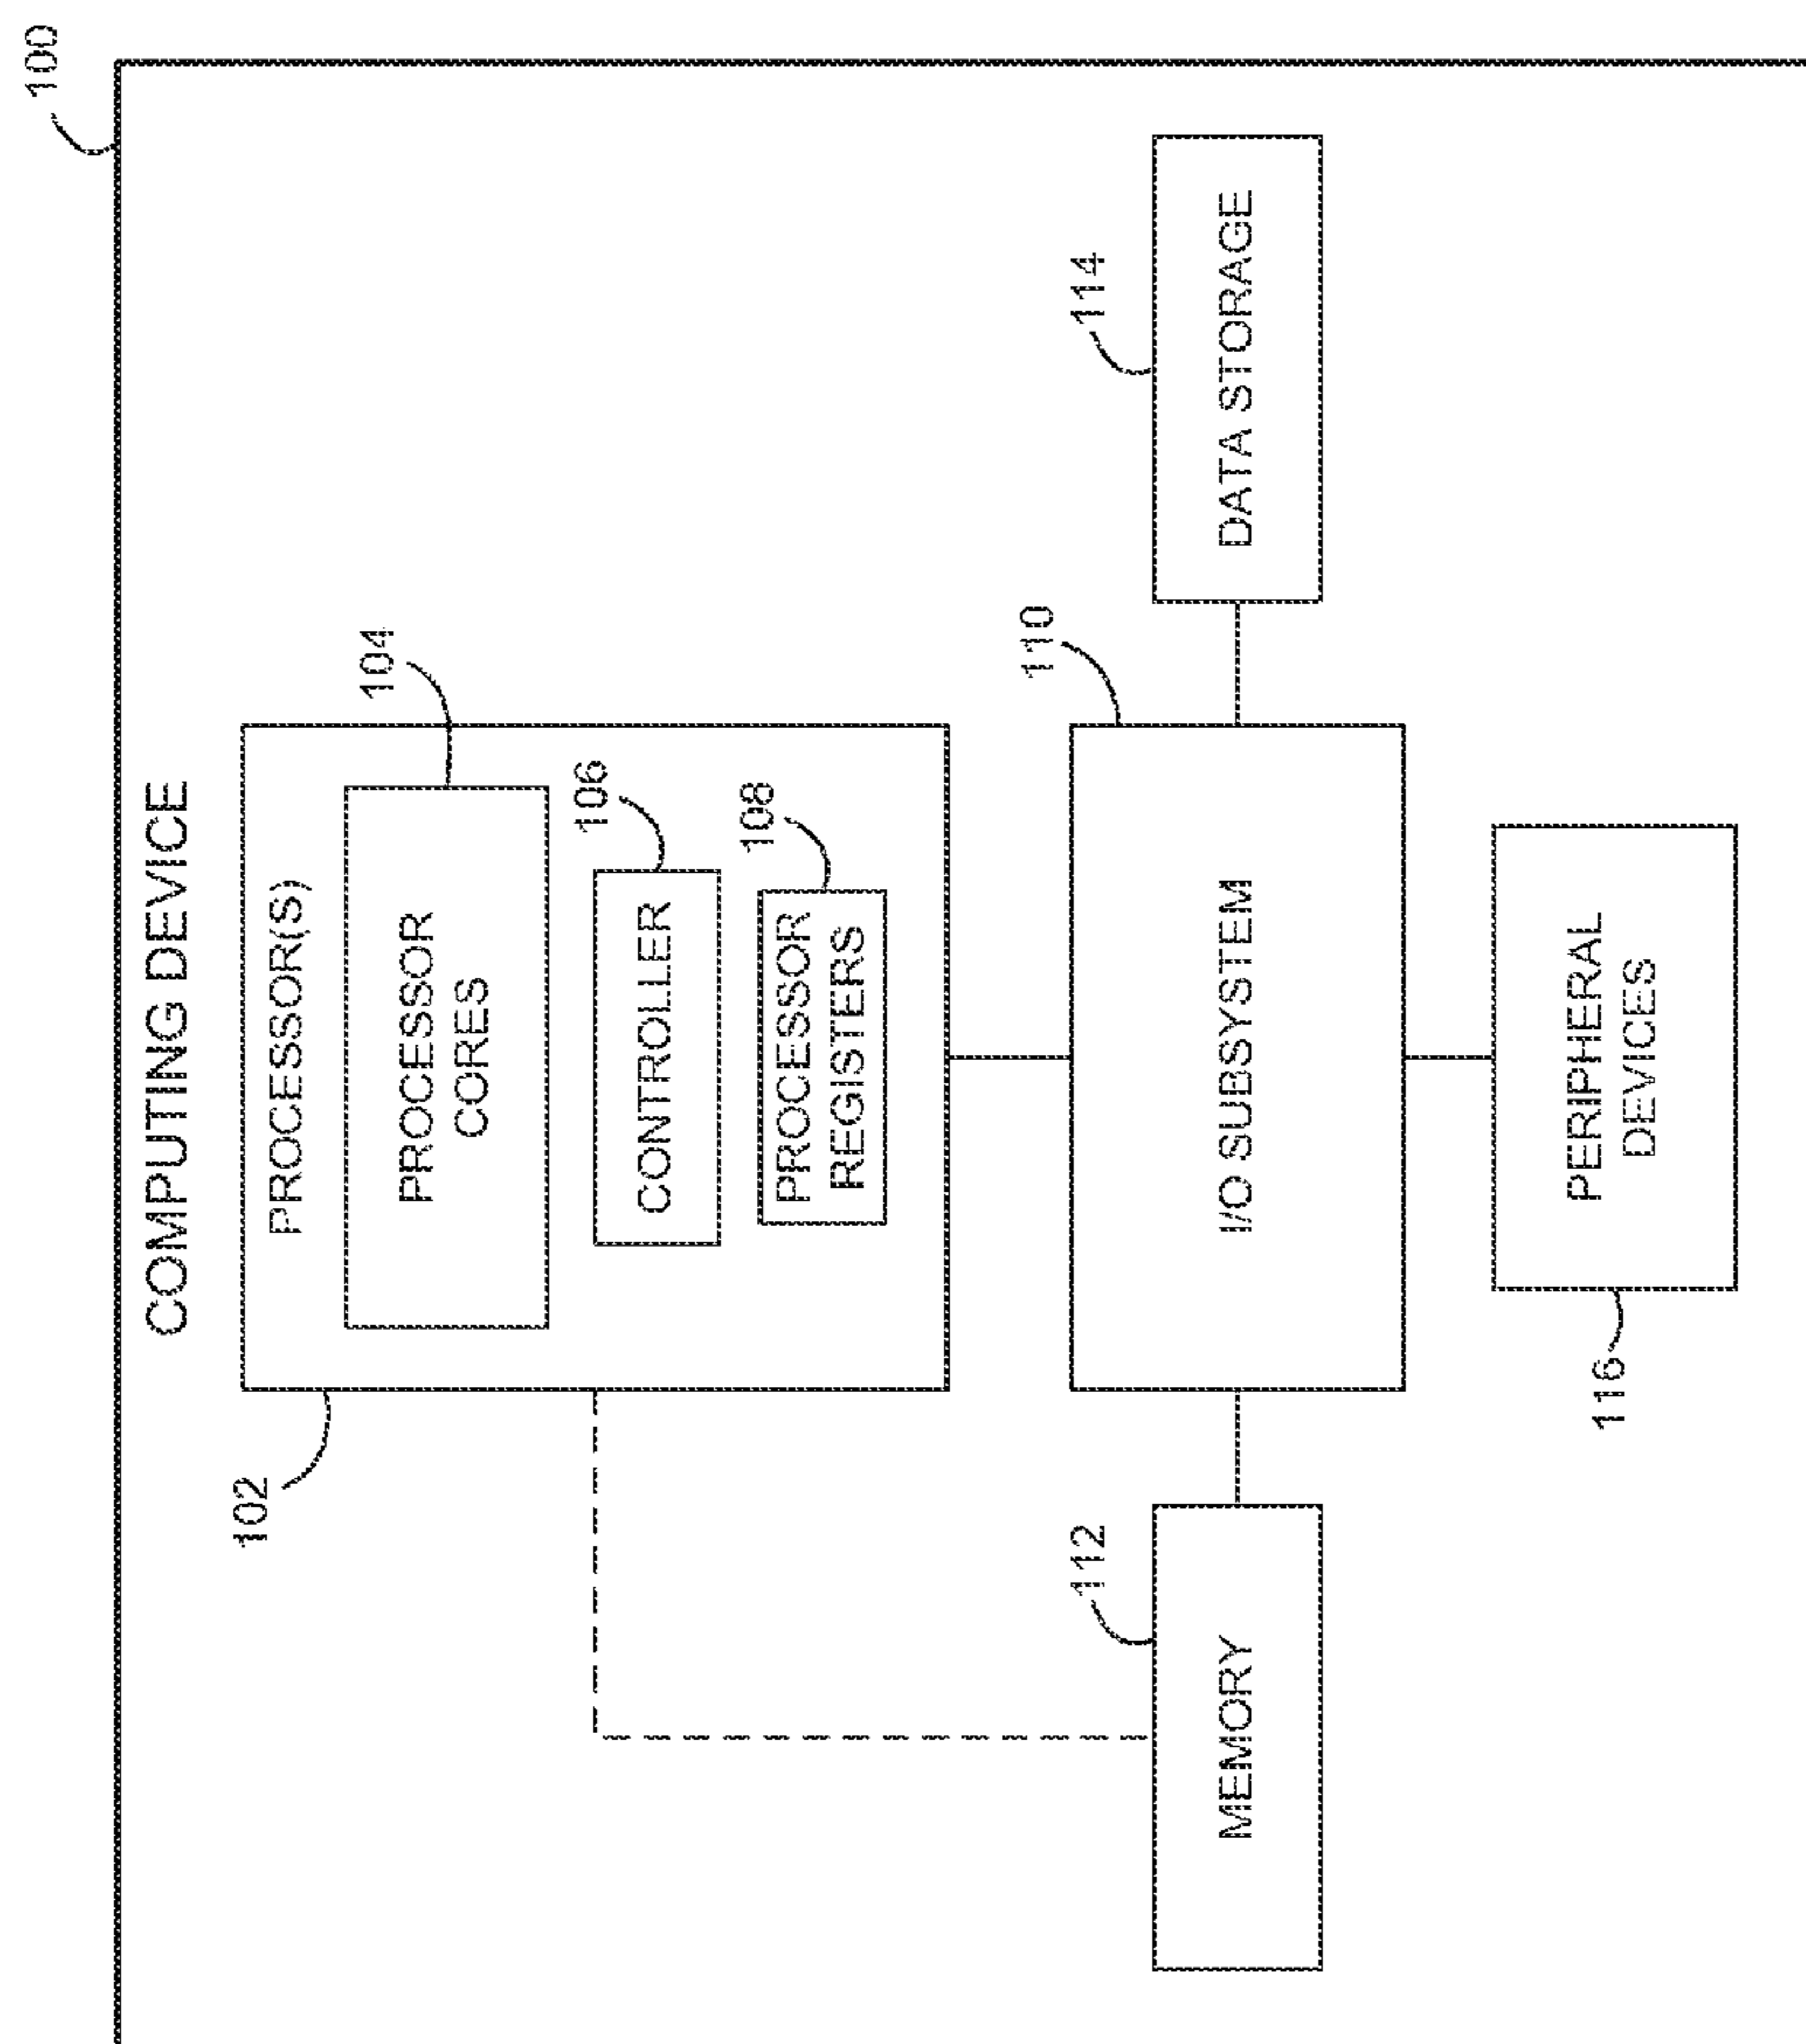 100
COMPUTING DEVICE
102
PROCESSOR(S)
104
PROCESSOR
CORES
106
CONTROLLER
108
PROCESSOR
REGISTERS
110
I/O SUBSYSTEM
112
MEMORY
114
DATA STORAGE
116
PERIPHERAL
DEVICES